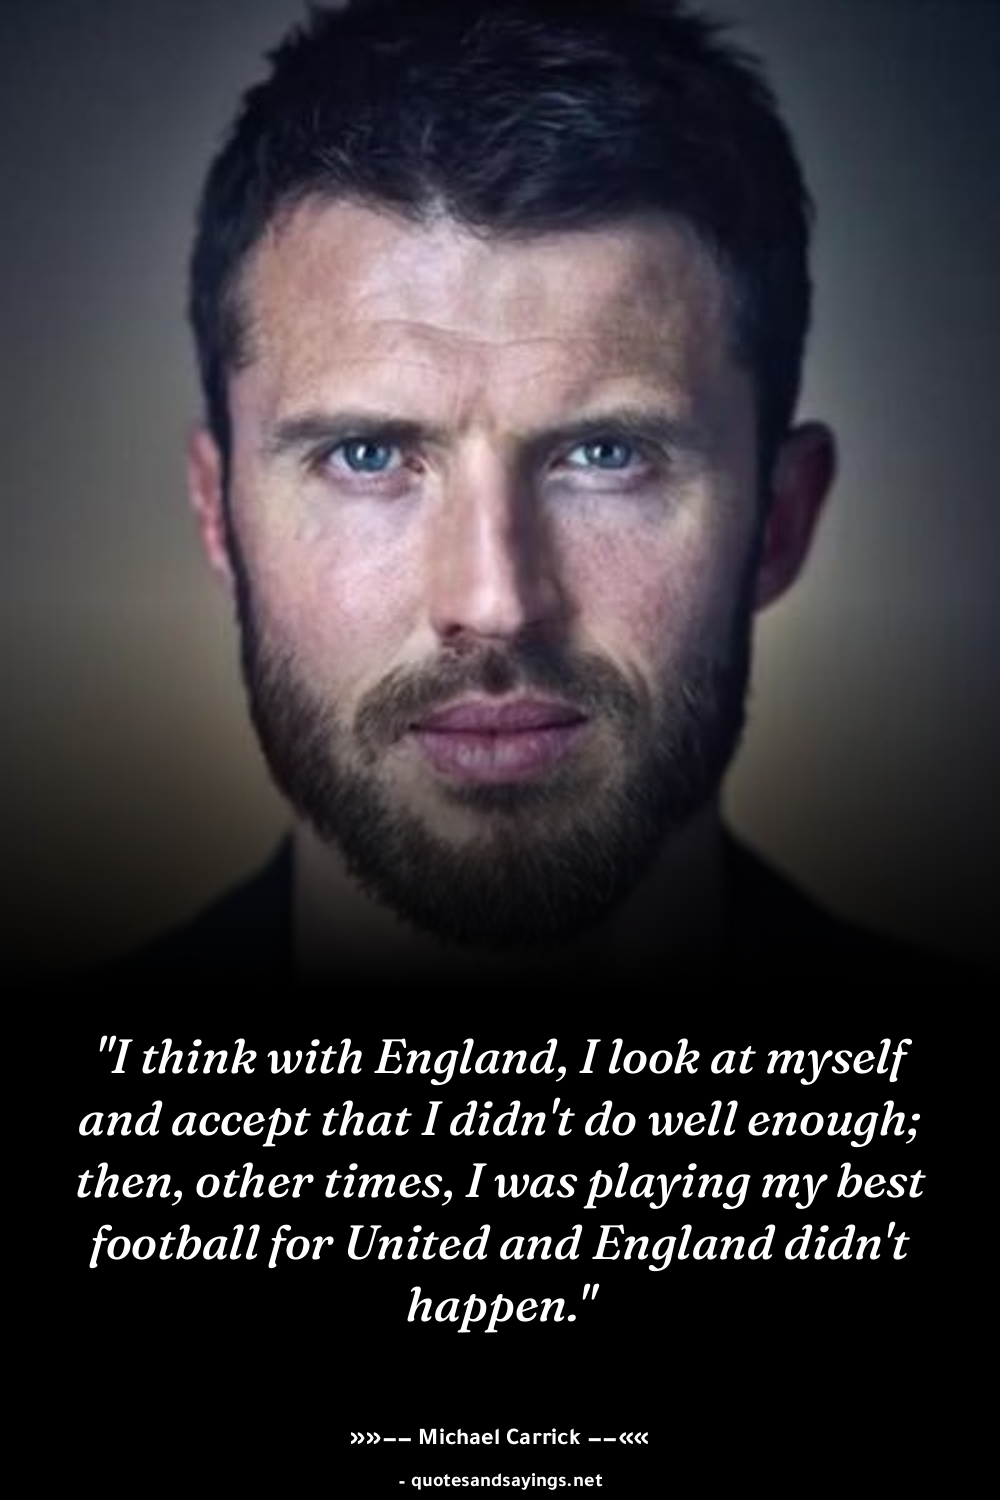 "I think with England, I look at myself
and accept that I didn't do well enough;
then, other times, I was playing my best
football for United and England didn't
happen."
»»−− Michael Carrick −−««
- quotesandsayings.net